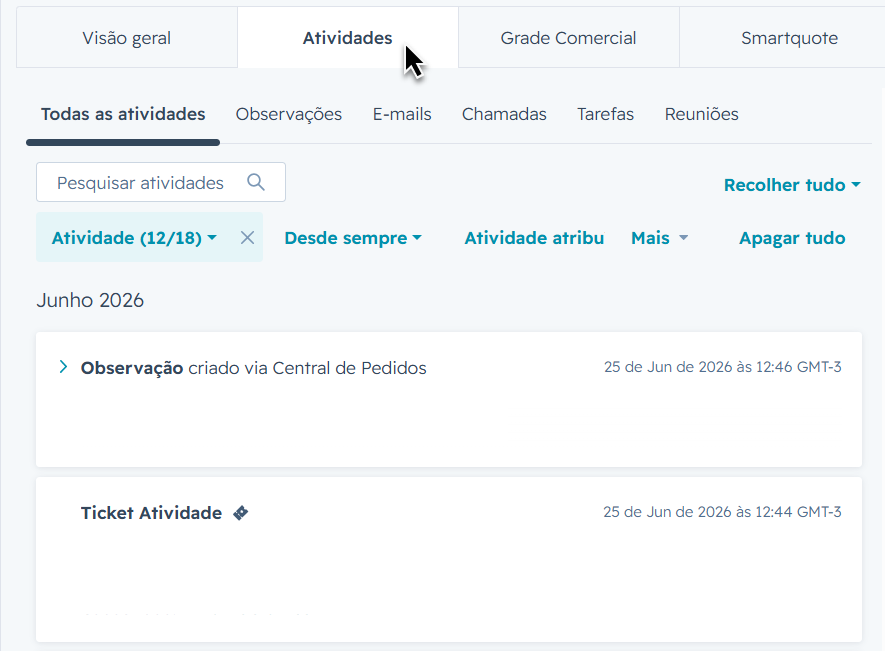 Visão geral Atividades Grade Comercial Smartquote
Todas as atividades Observações E-mails Chamadas Tarefas Reuniões
Pesquisar atividades
Recolher tudo
Atividade (12/18) Desde sempre Atividade atribu Mais Apagar tudo
Junho 2026
Observação criado via Central de Pedidos 25 de Jun de 2026 às 12:46 GMT-3
Ticket Atividade 25 de Jun de 2026 às 12:44 GMT-3